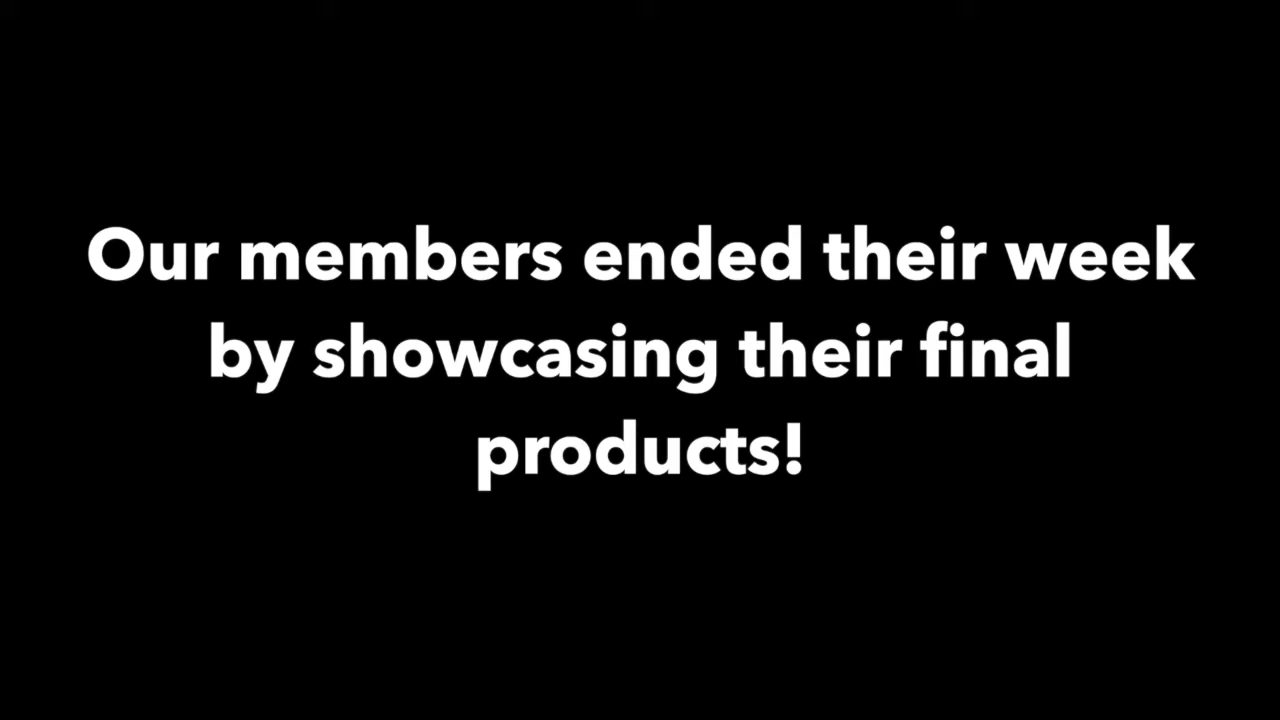 Our members ended their week
by showcasing their final
products!